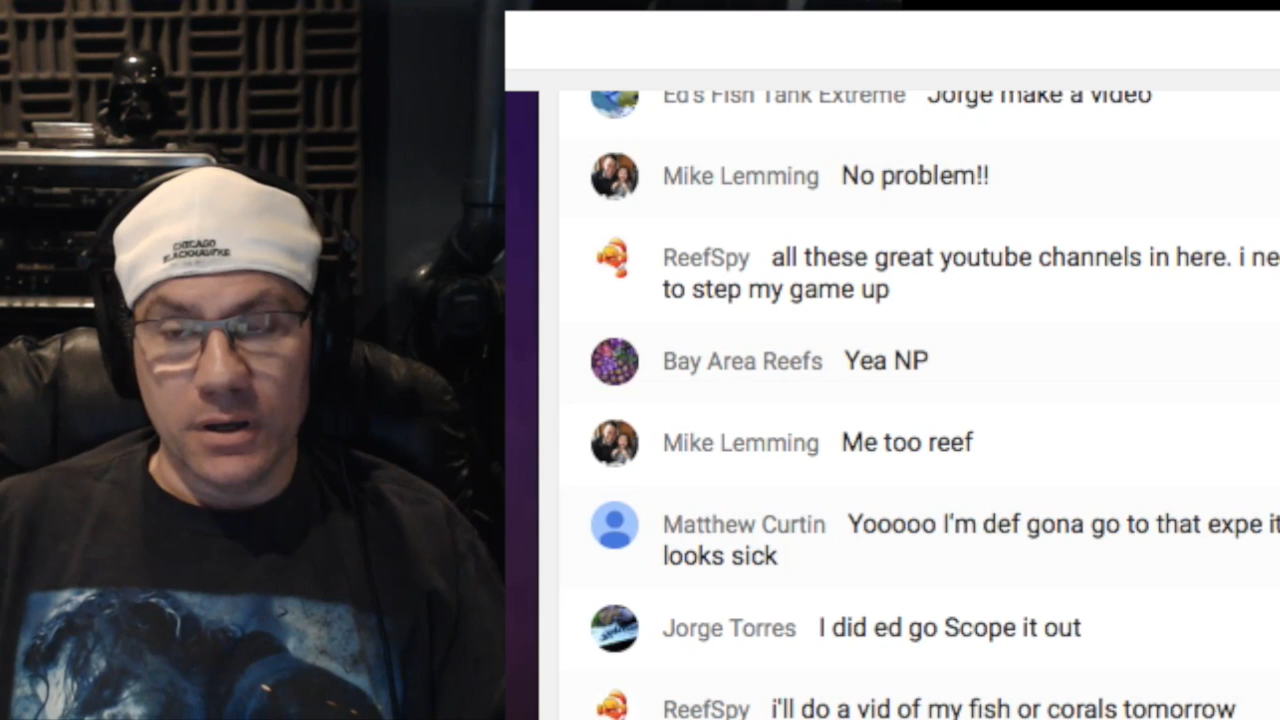 Ed's Fish Tank Extreme Jorge make a video
Mike Lemming No problem!!
ReefSpy all these great youtube channels in here. i ne
to step my game up
Bay Area Reefs Yea NP
CHICAGO
BLACKHAWKS
Mike Lemming Me too reef
Matthew Curtin Yooooo I'm def gona go to that expe it
looks sick
Jorge Torres I did ed go Scope it out
ReefSpy i'll do a vid of my fish or corals tomorrow